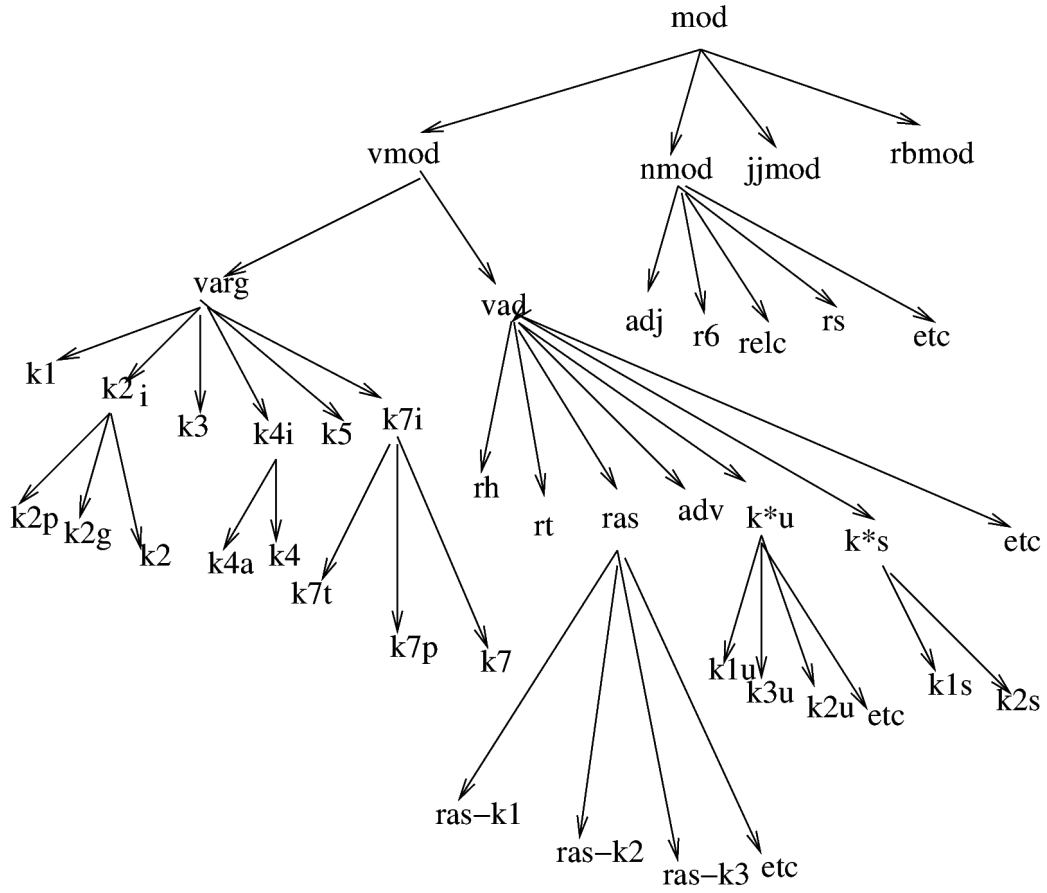 mod
vmod
nmod
jjmod
rbmod
varg
vad
adj
r6
relc
rs
etc
k1
k2i
k3
k4i
k5
k7i
rh
rt
ras
adv
k*u
k*s
etc
k2p
k2g
k2
k4a
k4
k7t
k7p
k7
k1u
k3u
k2u
etc
k1s
k2s
ras–k1
ras–k2
ras–k3
etc